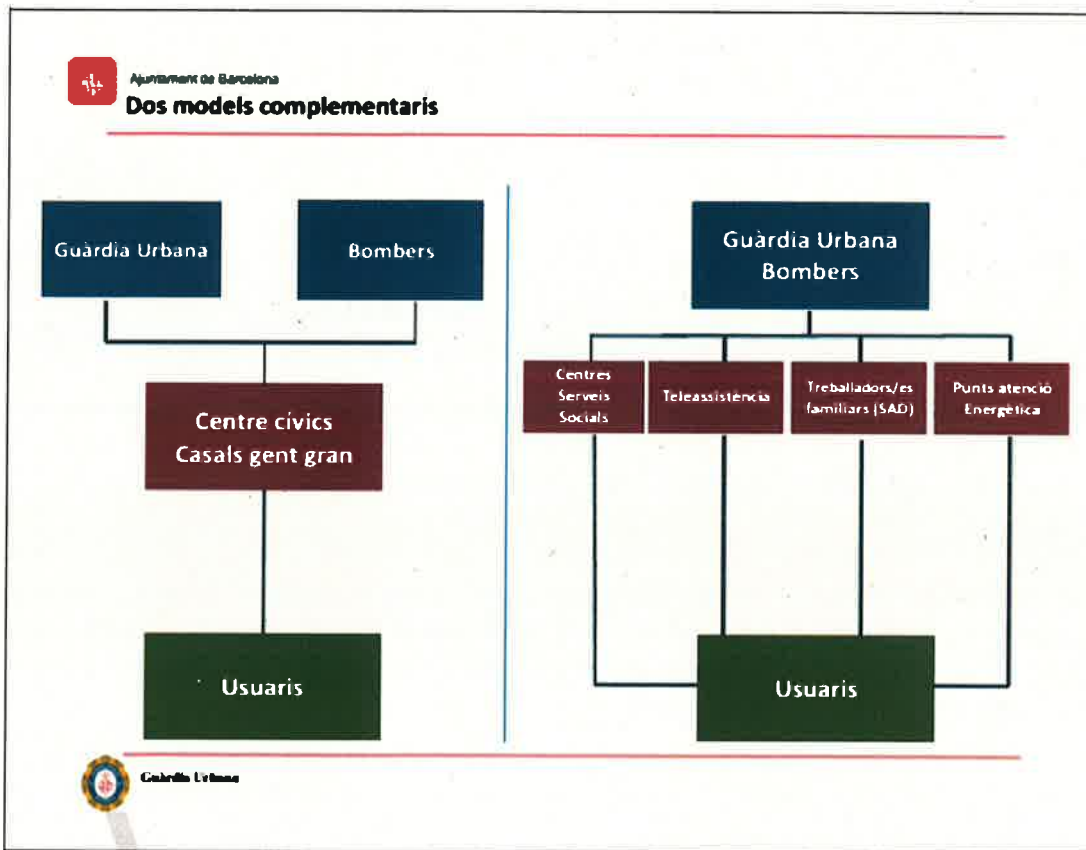 Ajuntament de Barcelona
Dos models complementaris
Guàrdia Urbana
Bombers
Centre cívics
Casals gent gran
Usuaris
Guàrdia Urbana
Bombers
Centres
Serveis
Socials
Teleassistència
Treballadors/es
familiars (SAD)
Punts atenció
Energètica
Usuaris
Guàrdia Urbana